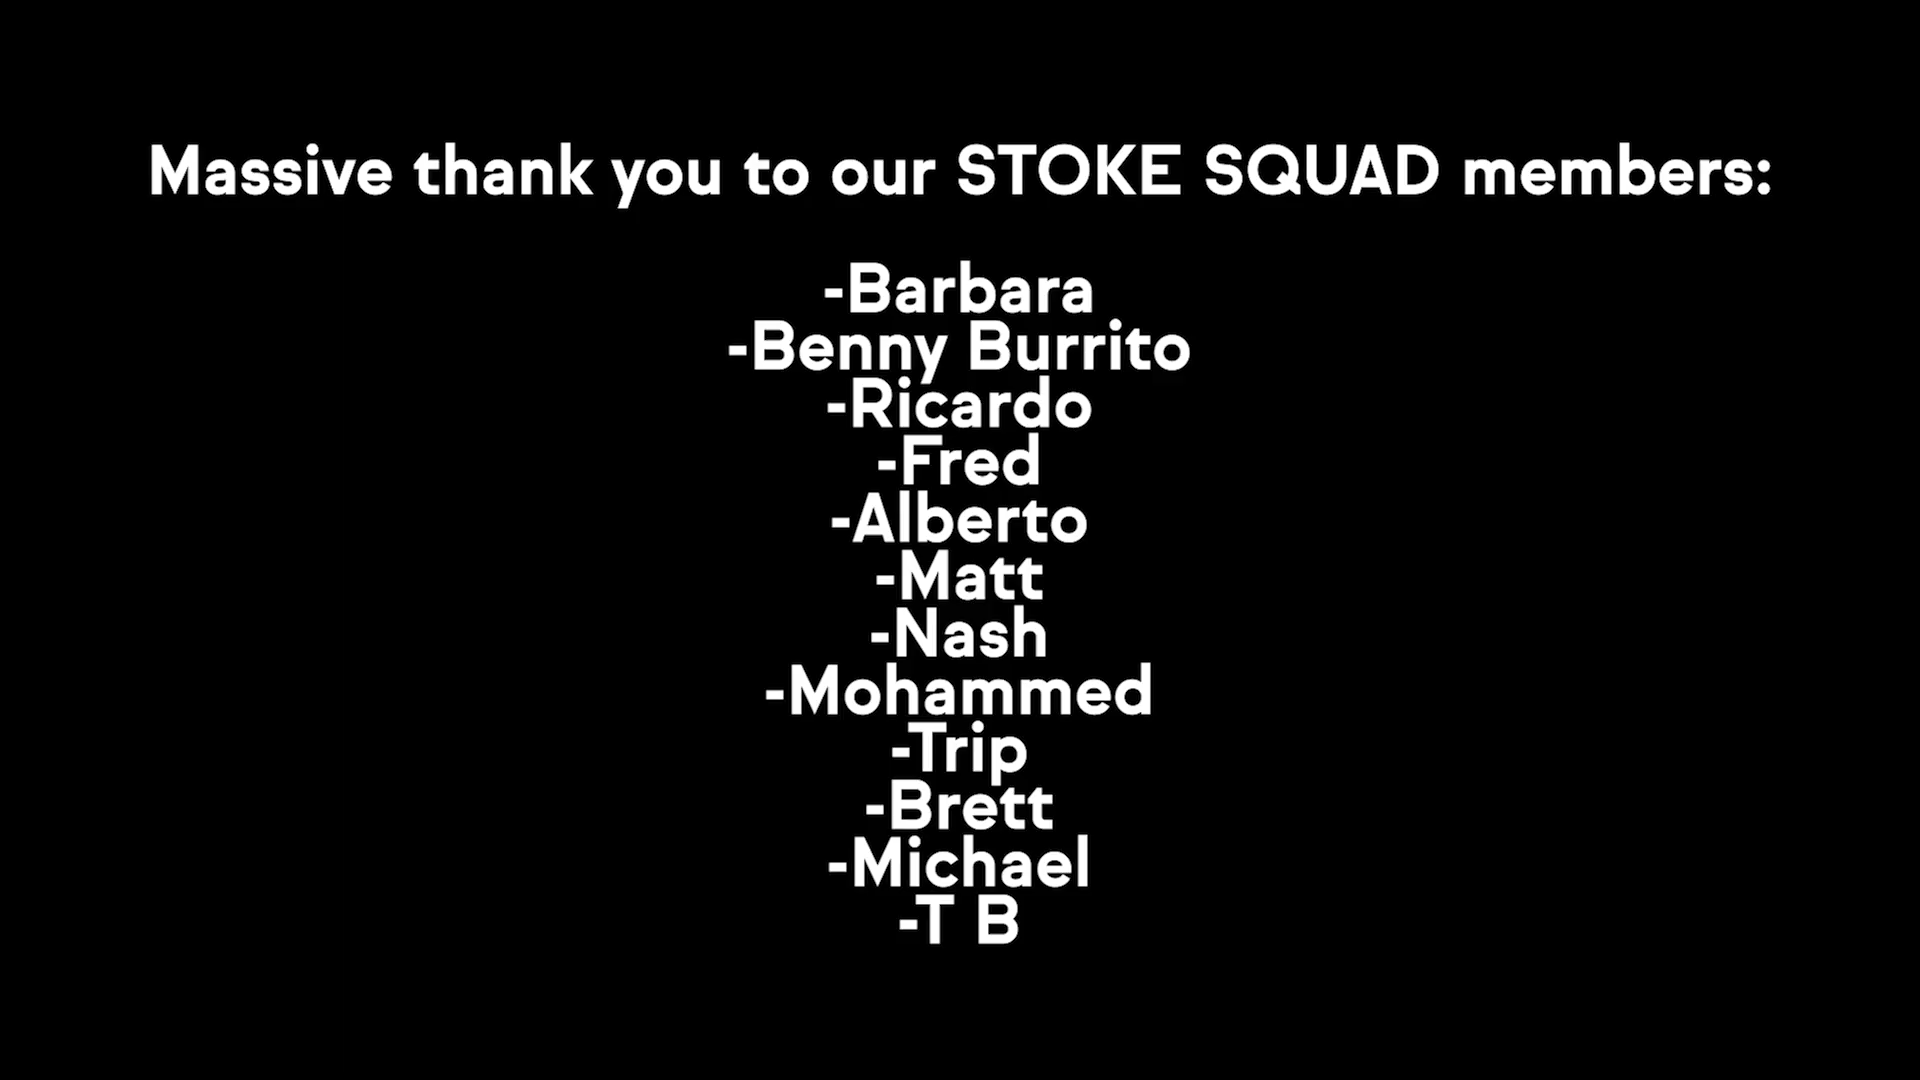 Massive thank you to our STOKE SQUAD members:
-Barbara
-Benny Burrito
-Ricardo
-Fred
-Alberto
-Matt
-Nash
-Mohammed
-Trip
-Brett
-Michael
-T B